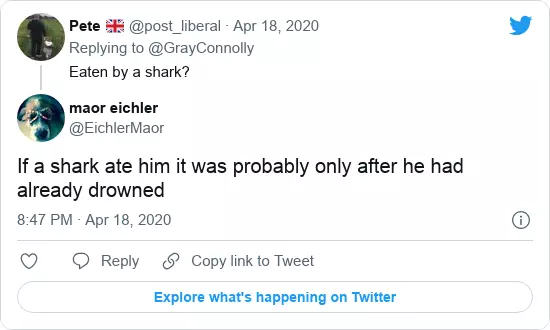 Pete 🇬🇧 @post_liberal · Apr 18, 2020
Replying to @GrayConnolly
Eaten by a shark?
maor eichler
@EichlerMaor
If a shark ate him it was probably only after he had
already drowned
8:47 PM · Apr 18, 2020
Reply
Copy link to Tweet
Explore what's happening on Twitter